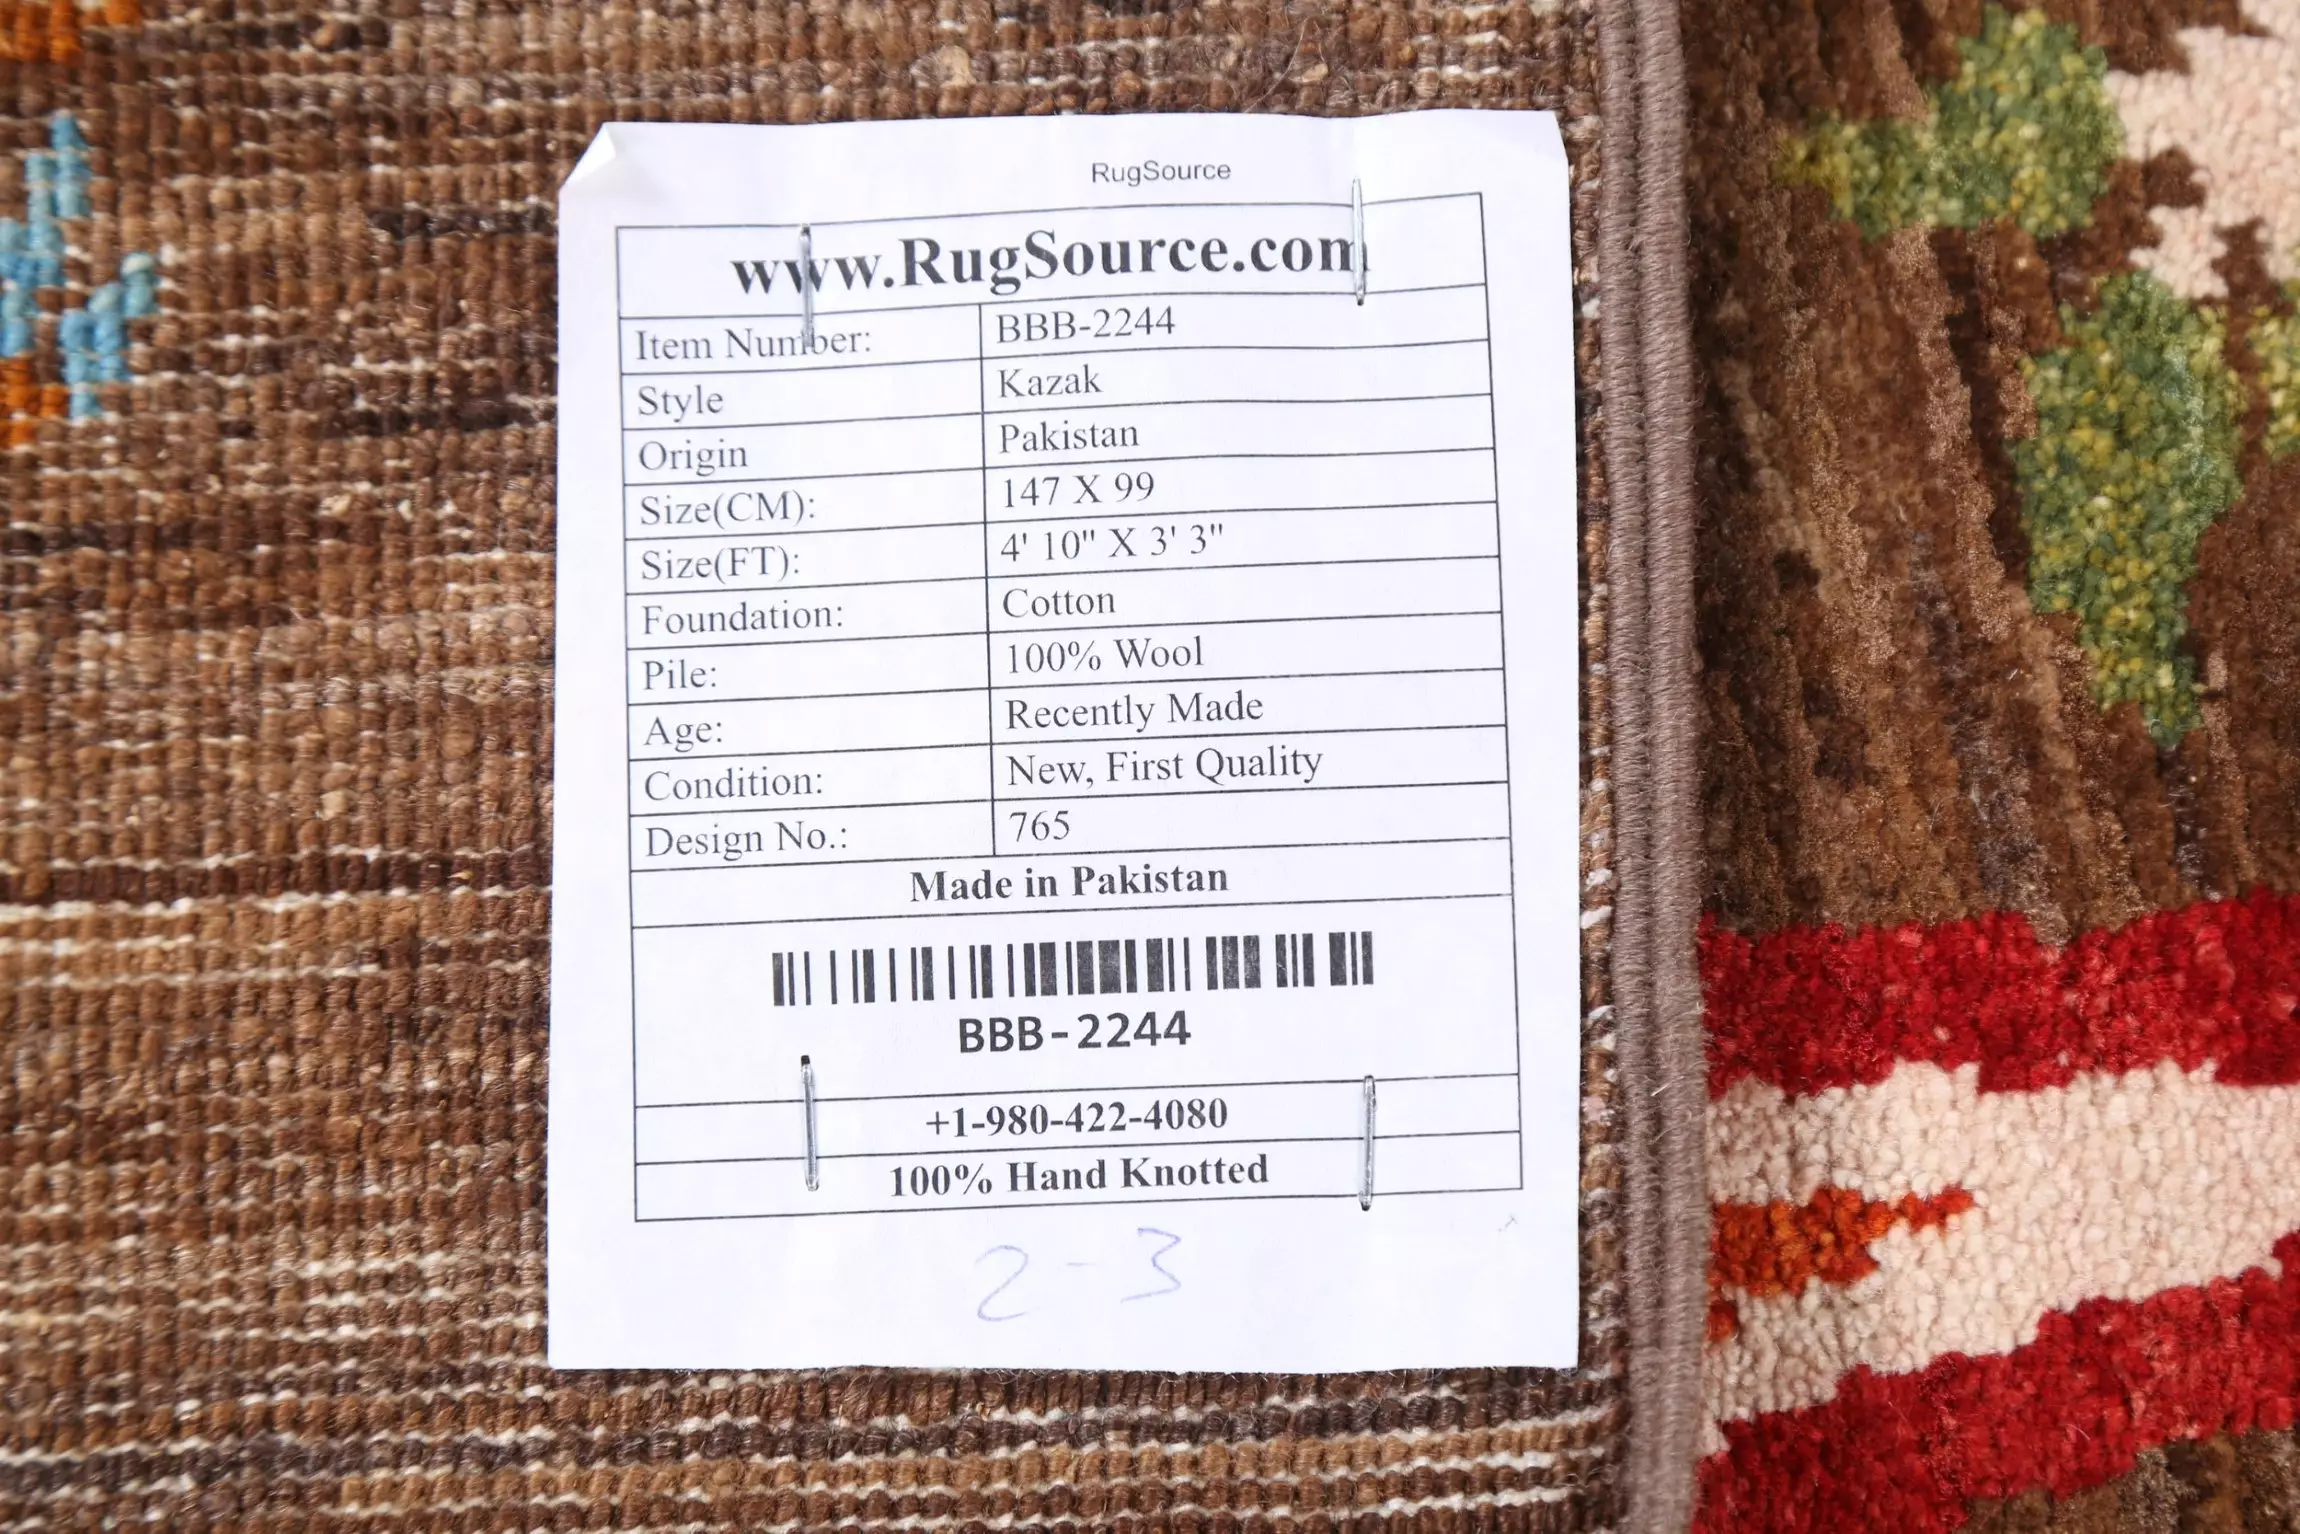 RugSource
www.RugSource.com
Item Number: BBB-2244
Style Kazak
Origin Pakistan
Size(CM): 147 X 99
Size(FT): 4' 10" X 3' 3"
Foundation: Cotton
Pile: 100% Wool
Age: Recently Made
Condition: New, First Quality
Design No.: 765
Made in Pakistan
BBB-2244
+1-980-422-4080
100% Hand Knotted
2-3